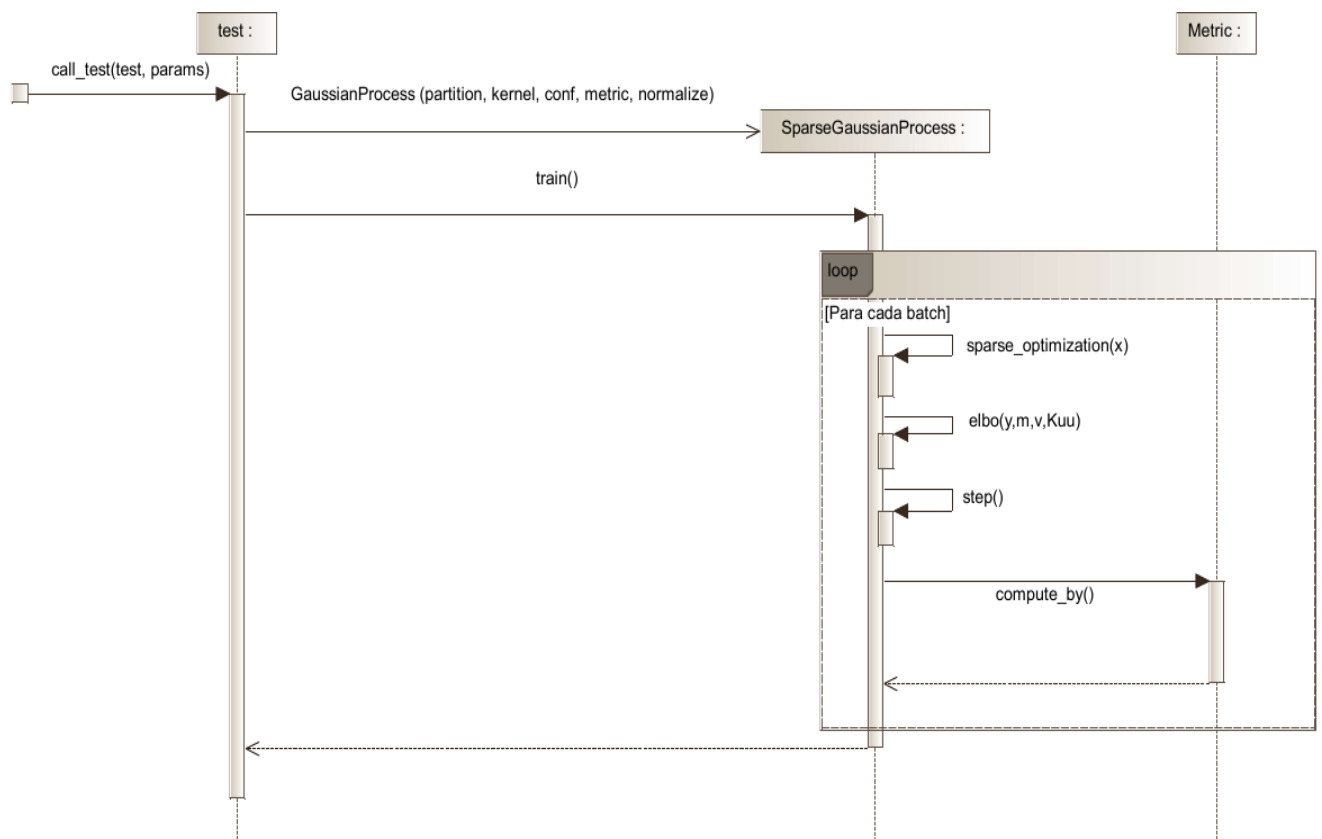 test :
Metric :
call_test(test, params)
GaussianProcess (partition, kernel, conf, metric, normalize)
SparseGaussianProcess :
train()
loop
[Para cada batch]
sparse_optimization(x)
elbo(y,m,v,Kuu)
step()
compute_by()